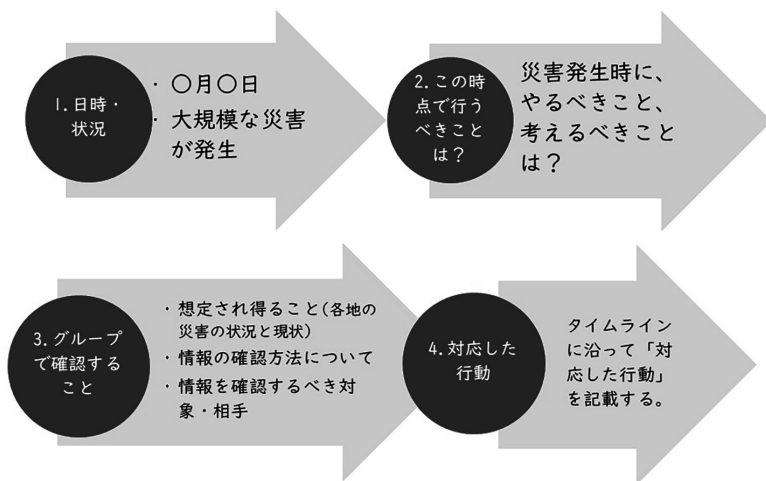 1.日時・
状況
・ 〇月〇日
・ 大規模な災害
が発生
2.この時
点で行う
べきことは
は？
災害発生時に、
やるべきこと、
考えるべきこと
は？
3.グループ
で確認する
こと
・想定され得ること(各地の
災害の状況と現状)
・情報の確認方法について
・情報を確認するべき対
象・相手
4.対応した
行動
タイムライン
に沿って「対
応した行動」
を記載する。